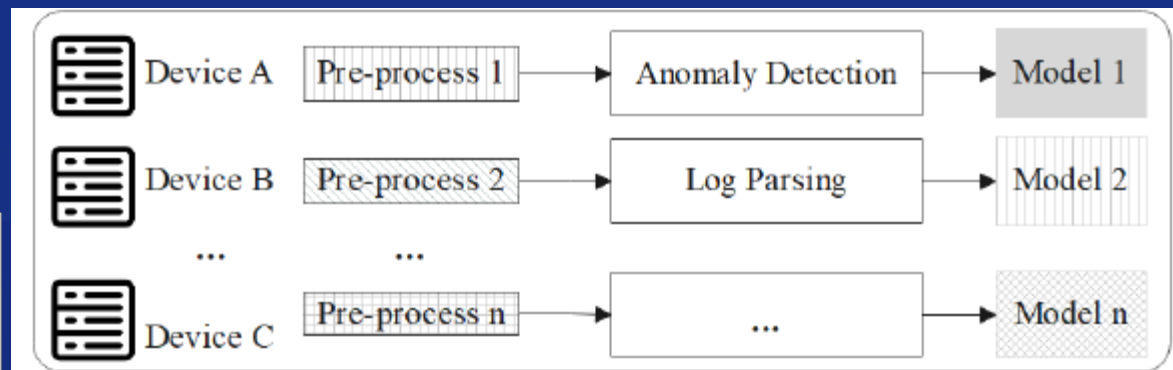 Device A Pre-process 1 Anomaly Detection Model 1
Device B Pre-process 2 Log Parsing Model 2
... ...
Device C Pre-process n ... Model n